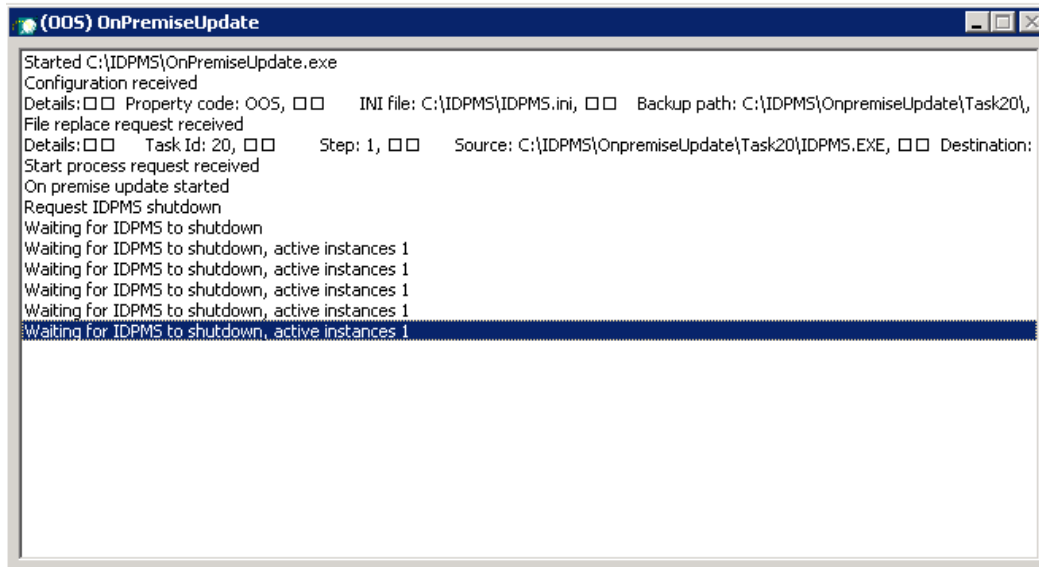 (OOS) OnPremiseUpdate
Started C:\IDPMS\OnPremiseUpdate.exe
Configuration received
Details:□□ Property code: OOS, □□ INI file: C:\IDPMS\IDPMS.ini, □□ Backup path: C:\IDPMS\OnpremiseUpdate\Task20\,
File replace request received
Details:□□ Task Id: 20, □□ Step: 1, □□ Source: C:\IDPMS\OnpremiseUpdate\Task20\IDPMS.EXE, □□ Destination:
Start process request received
On premise update started
Request IDPMS shutdown
Waiting for IDPMS to shutdown
Waiting for IDPMS to shutdown, active instances 1
Waiting for IDPMS to shutdown, active instances 1
Waiting for IDPMS to shutdown, active instances 1
Waiting for IDPMS to shutdown, active instances 1
Waiting for IDPMS to shutdown, active instances 1